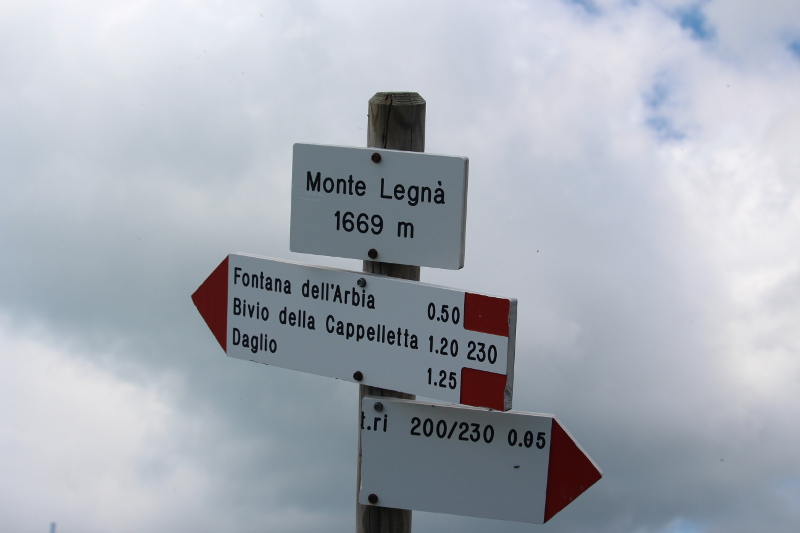 Monte Legnà
1669 m
Fontana dell'Arbia 0.50
Bivio della Cappelletta 1.20 230
Daglio 1.25
t.ri 200/230 0.05